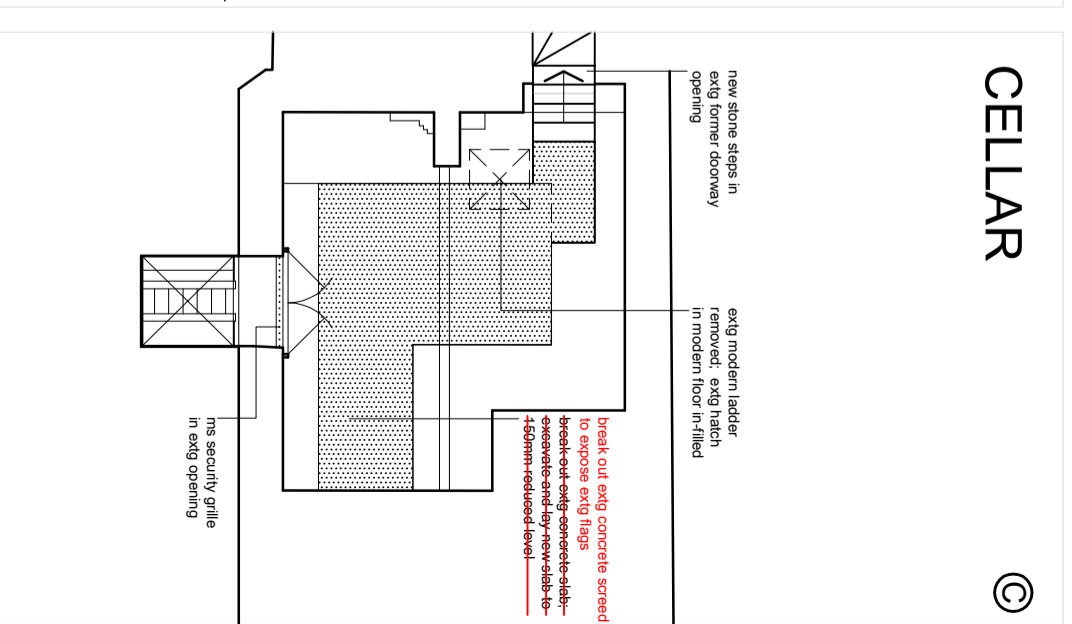 CELLAR
©
new stone steps in
extg former doorway
opening
extg modern ladder
removed; extg hatch
in modern floor in-filled
break out extg concrete screed
to expose extg flags
break out extg concrete slab;
excavate and lay new slab to
150mm reduced level
ms security grille
in extg opening